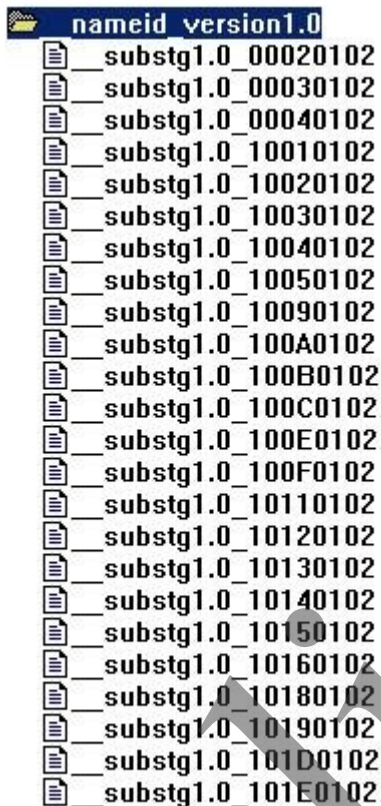 __nameid_version1.0
__substg1.0_00020102
__substg1.0_00030102
__substg1.0_00040102
__substg1.0_10010102
__substg1.0_10020102
__substg1.0_10030102
__substg1.0_10040102
__substg1.0_10050102
__substg1.0_10090102
__substg1.0_100A0102
__substg1.0_100B0102
__substg1.0_100C0102
__substg1.0_100E0102
__substg1.0_100F0102
__substg1.0_10110102
__substg1.0_10120102
__substg1.0_10130102
__substg1.0_10140102
__substg1.0_10150102
__substg1.0_10160102
__substg1.0_10180102
__substg1.0_10190102
__substg1.0_101D0102
__substg1.0_101E0102